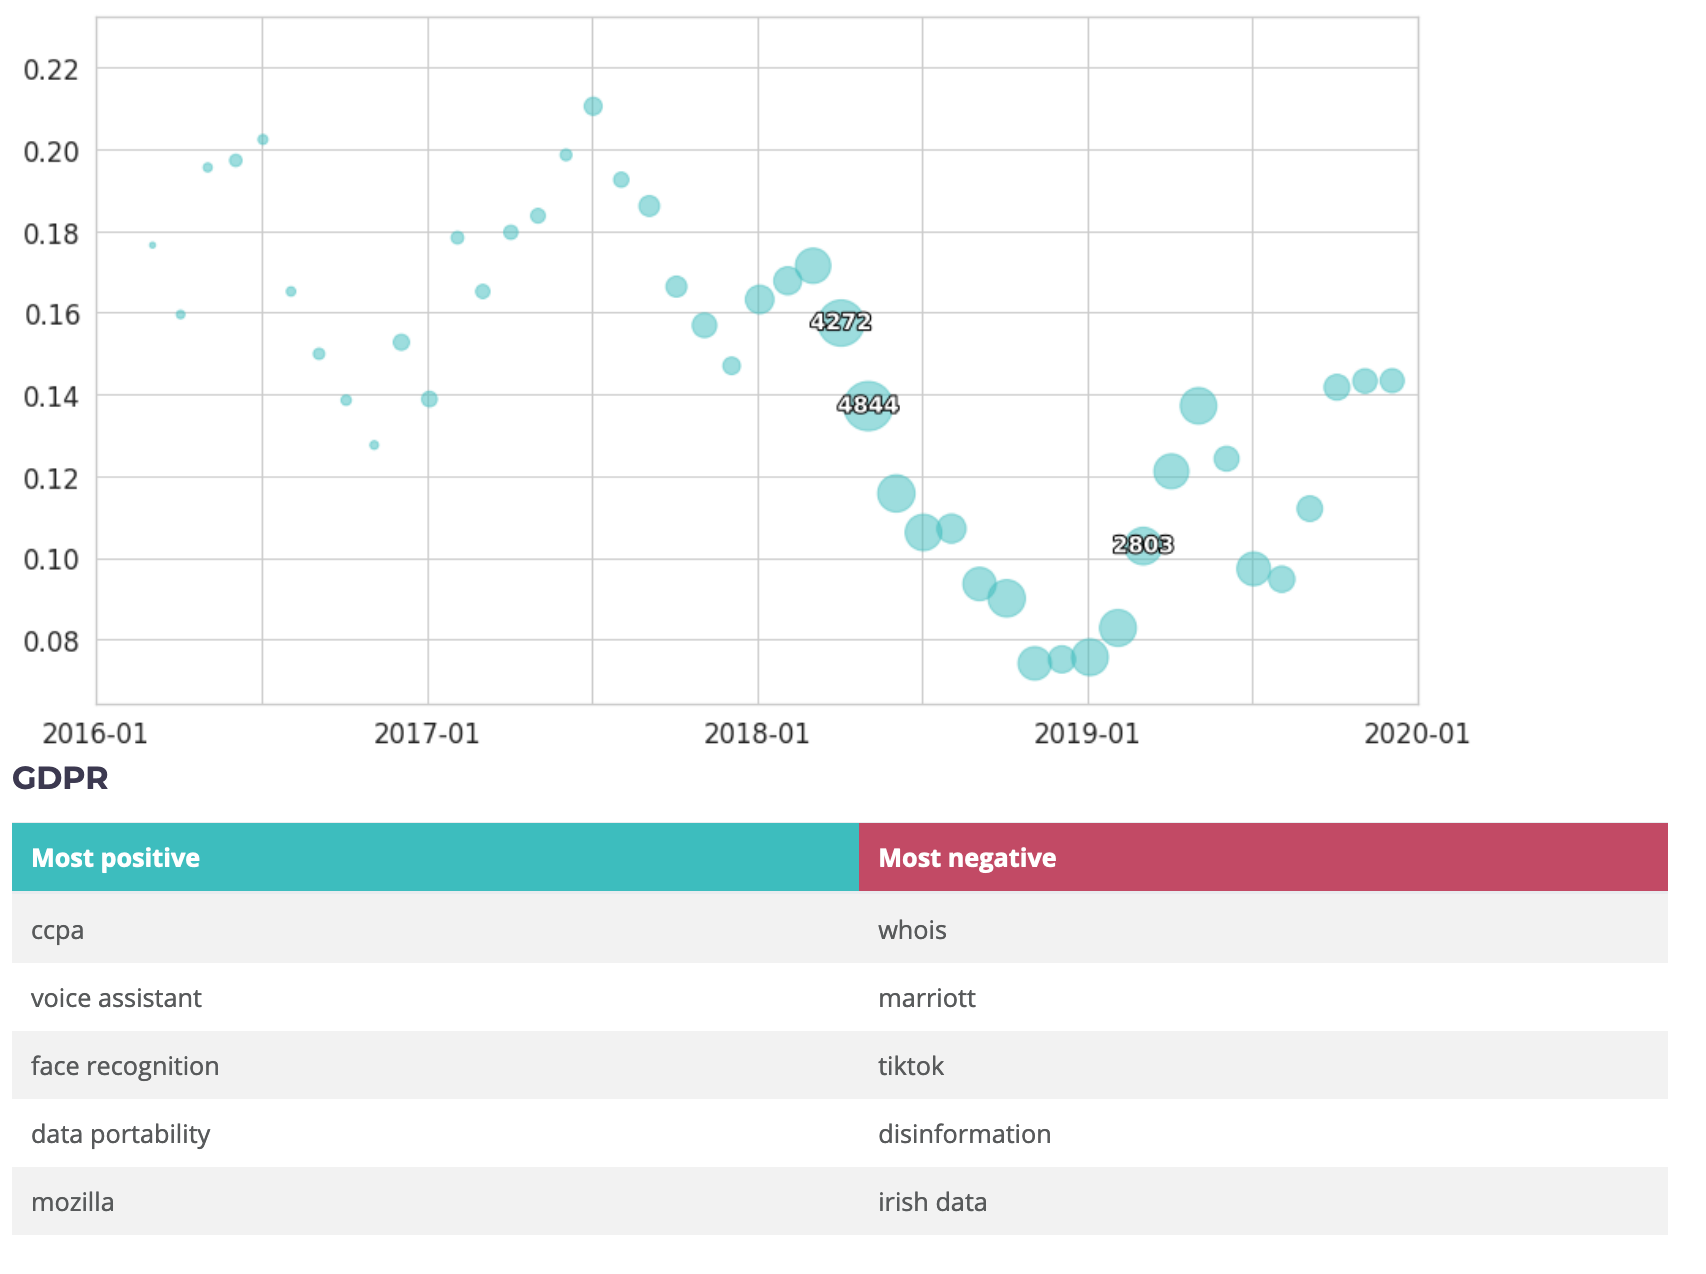 0.22
0.20
0.18
0.16
4272
0.14
4844
0.12
0.10
2803
0.08
2016-01 2017-01 2018-01 2019-01 2020-01
GDPR
Most positive Most negative
ccpa whois
voice assistant marriott
face recognition tiktok
data portability disinformation
mozilla irish data